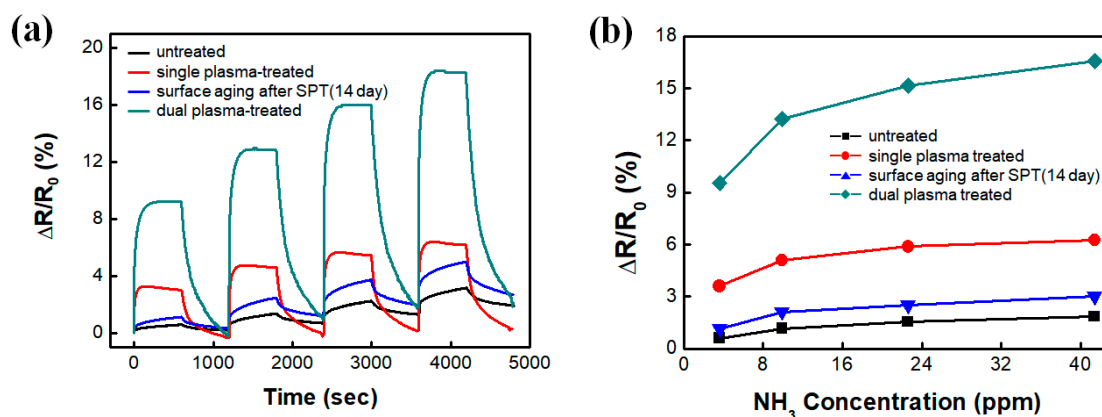 (a)
ΔR/R₀ (%)
20
16
12
8
4
0
untreated
single plasma-treated
surface aging after SPT(14 day)
dual plasma-treated
0 1000 2000 3000 4000 5000
Time (sec)
(b)
ΔR/R₀ (%)
18
15
12
9
6
3
0
untreated
single plasma treated
surface aging after SPT(14 day)
dual plasma treated
0 8 16 24 32 40
NH₃ Concentration (ppm)